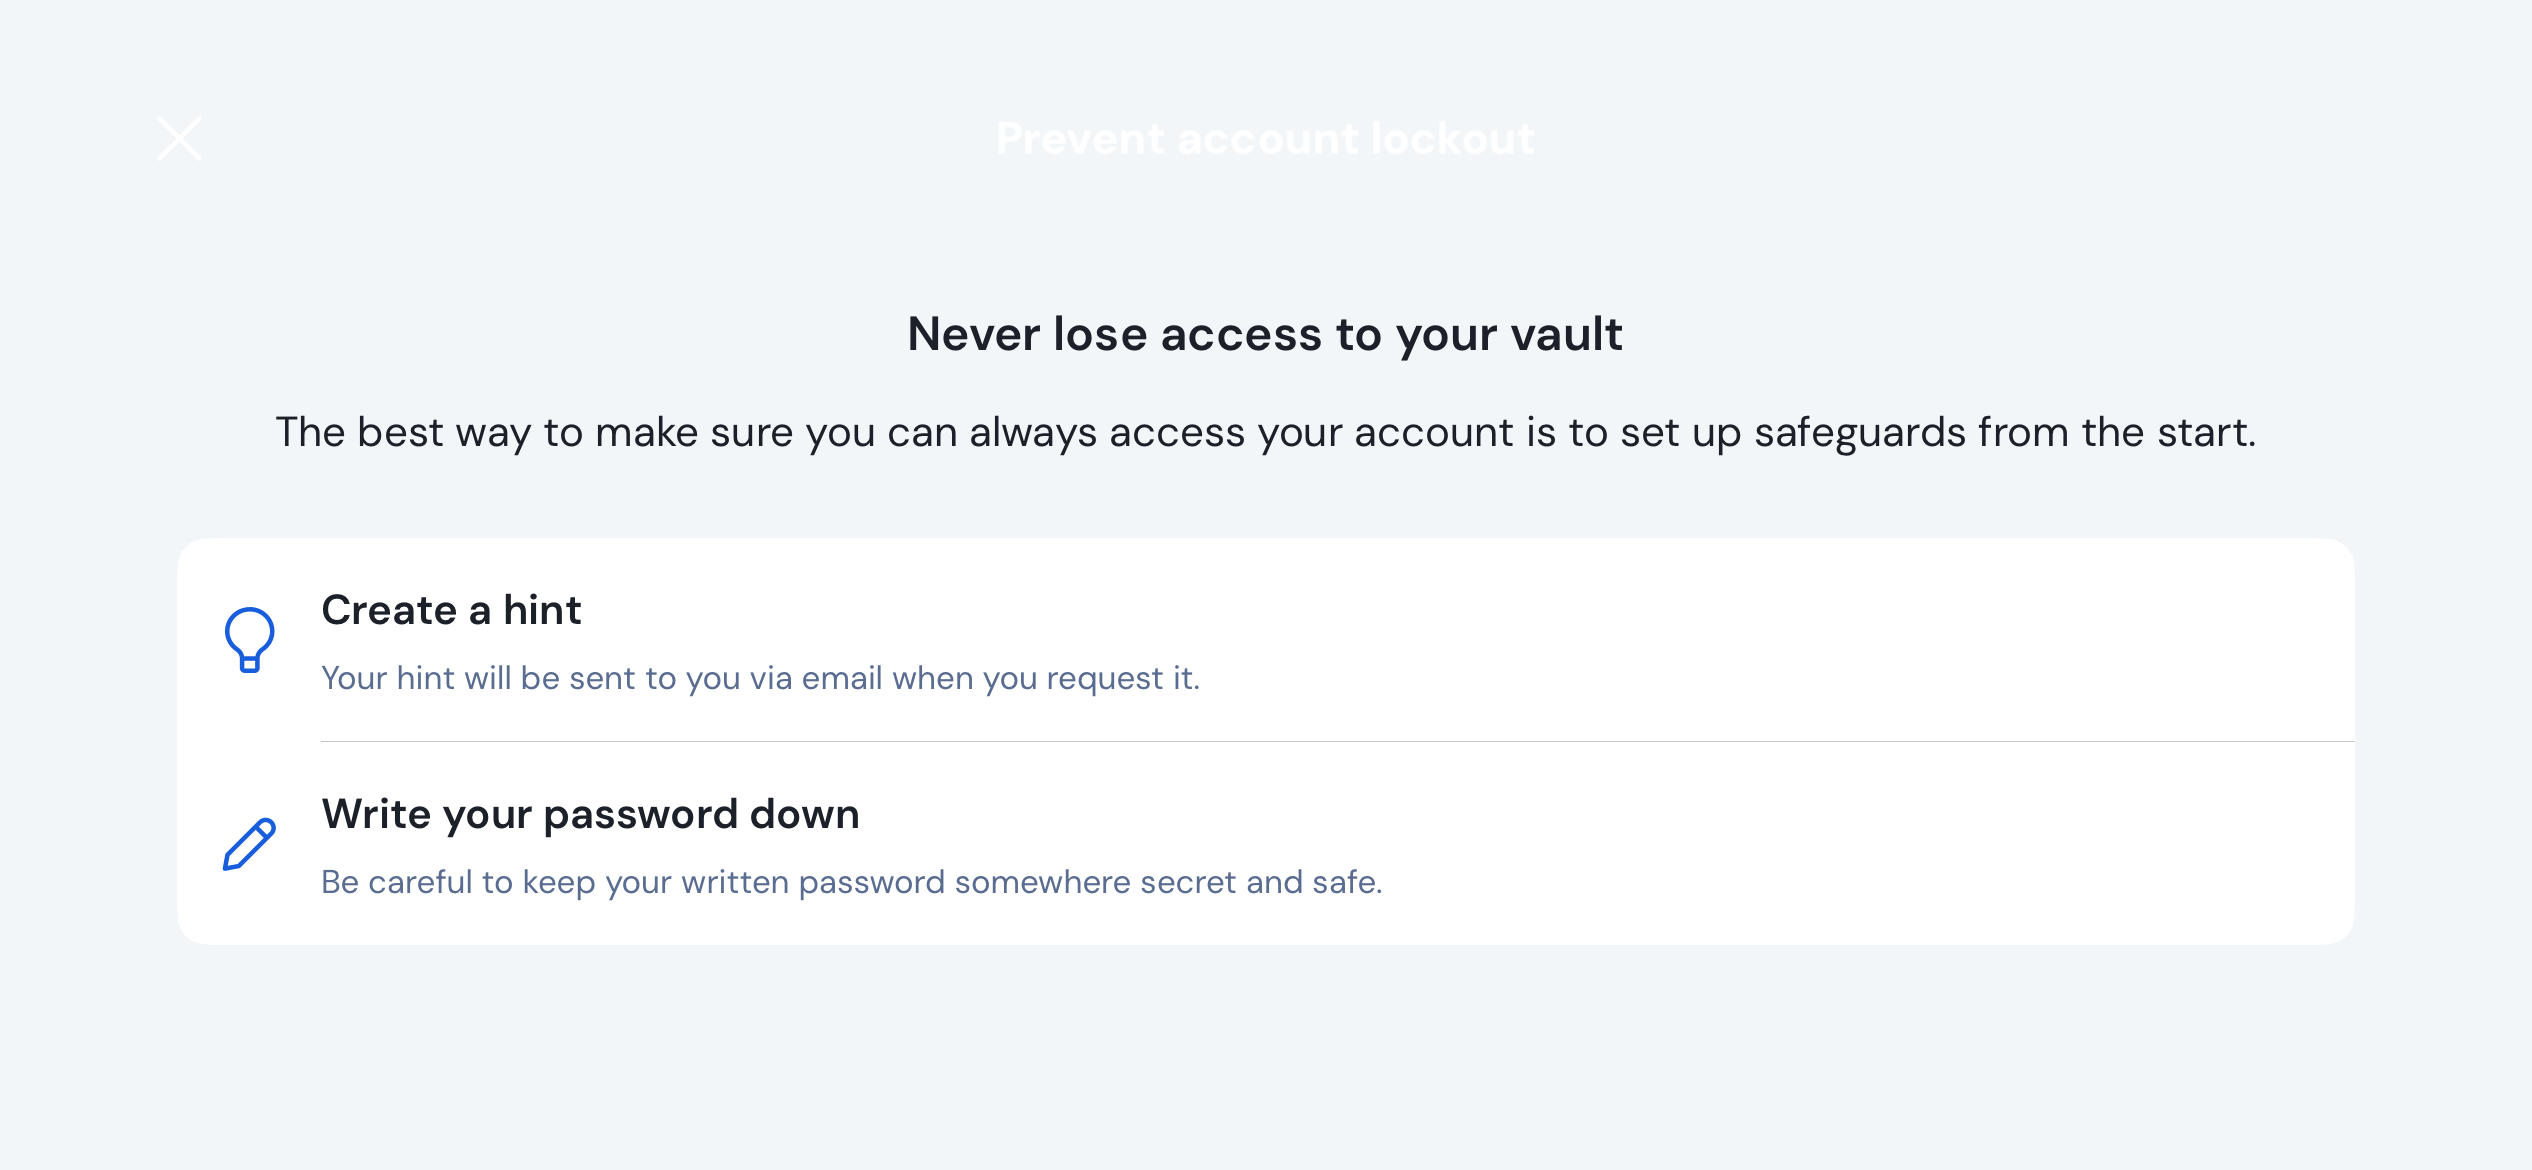 Prevent account lockout
Never lose access to your vault
The best way to make sure you can always access your account is to set up safeguards from the start.
Create a hint
Your hint will be sent to you via email when you request it.
Write your password down
Be careful to keep your written password somewhere secret and safe.